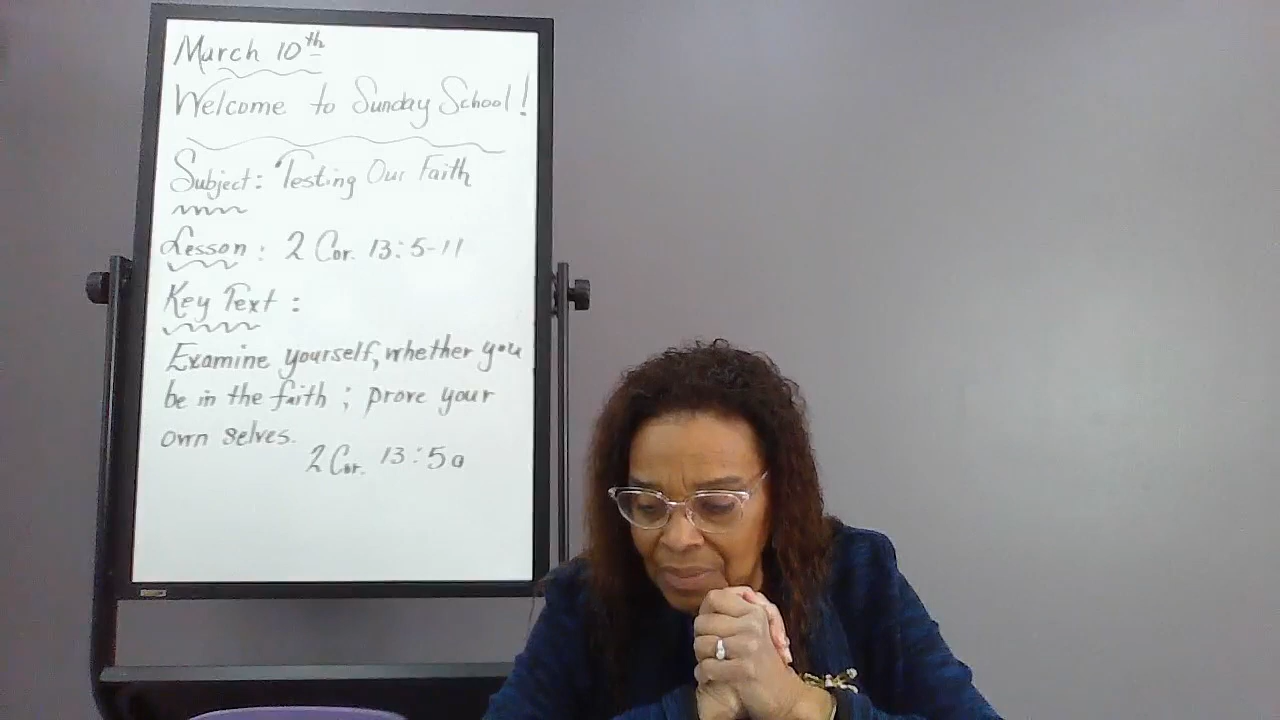 March 10th
Welcome to Sunday School!
Subject: Testing Our Faith
Lesson: 2 Cor. 13:5-11
Key Text:
Examine yourself, whether you
be in the faith; prove your
own selves.
2 Cor. 13:5a